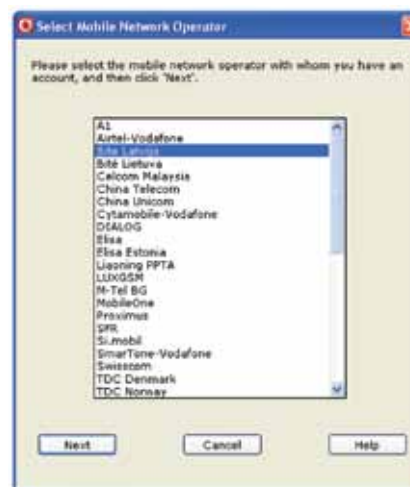 Select Mobile Network Operator
Please select the mobile network operator with whom you have an
account, and then click 'Next'.
A1
Airtel-Vodafone
Bité Latvija
Bité Lietuva
Celcom Malaysia
China Telecom
China Unicom
Cytamobile-Vodafone
DIALOG
Elisa
Elisa Estonia
Liaoning PPTA
LUXGSM
M-Tel BG
MobileOne
Proximus
SFR
Si.mobil
SmarTone-Vodafone
Swisscom
TDC Denmark
TDC Norway
Next
Cancel
Help